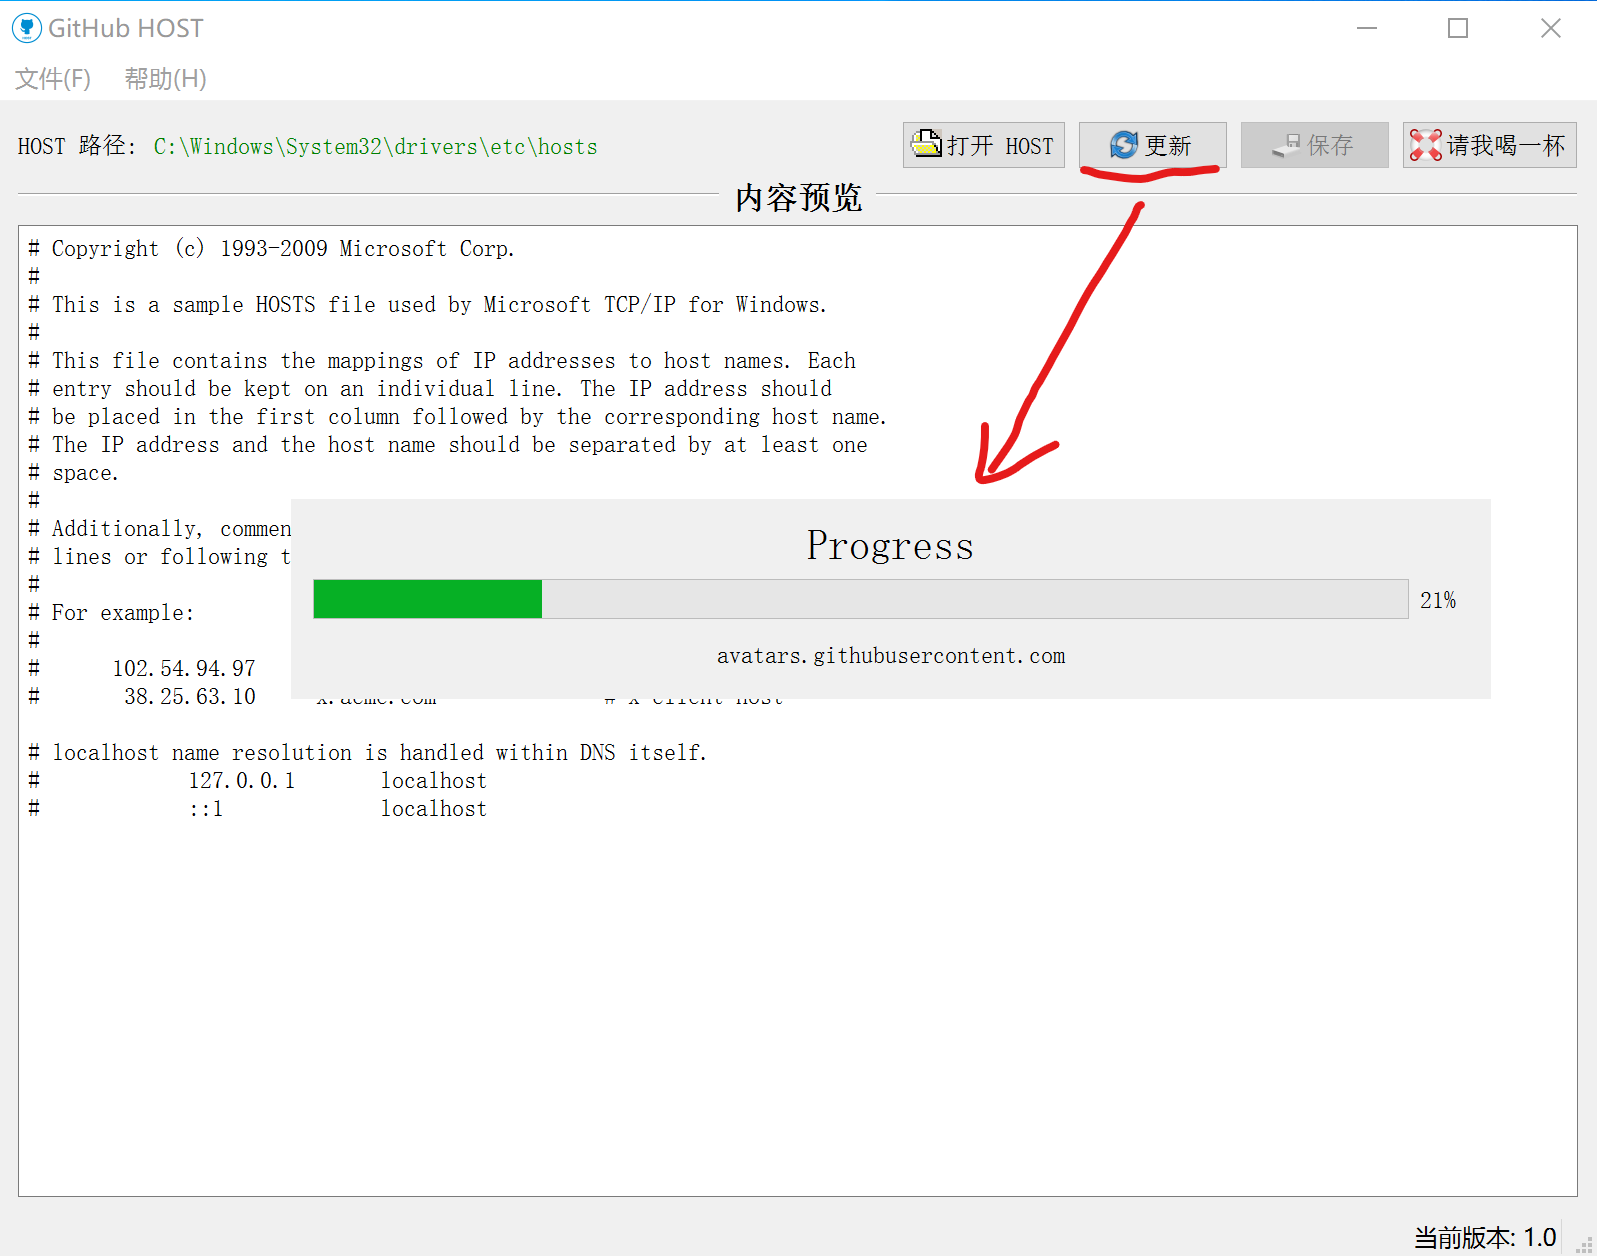 GitHub HOST
文件(F) 帮助(H)
HOST 路径: C:\Windows\System32\drivers\etc\hosts 打开 HOST 更新 保存 请我喝一杯
内容预览
# Copyright (c) 1993-2009 Microsoft Corp.
#
# This is a sample HOSTS file used by Microsoft TCP/IP for Windows.
#
# This file contains the mappings of IP addresses to host names. Each
# entry should be kept on an individual line. The IP address should
# be placed in the first column followed by the corresponding host name.
# The IP address and the host name should be separated by at least one
# space.
#
# Additionally, commen
# lines or following t
#
# For example:
#
# 102.54.94.97
# 38.25.63.10 x.acme.com # x client host
Progress
21%
avatars.githubusercontent.com
# localhost name resolution is handled within DNS itself.
# 127.0.0.1 localhost
# ::1 localhost
当前版本: 1.0